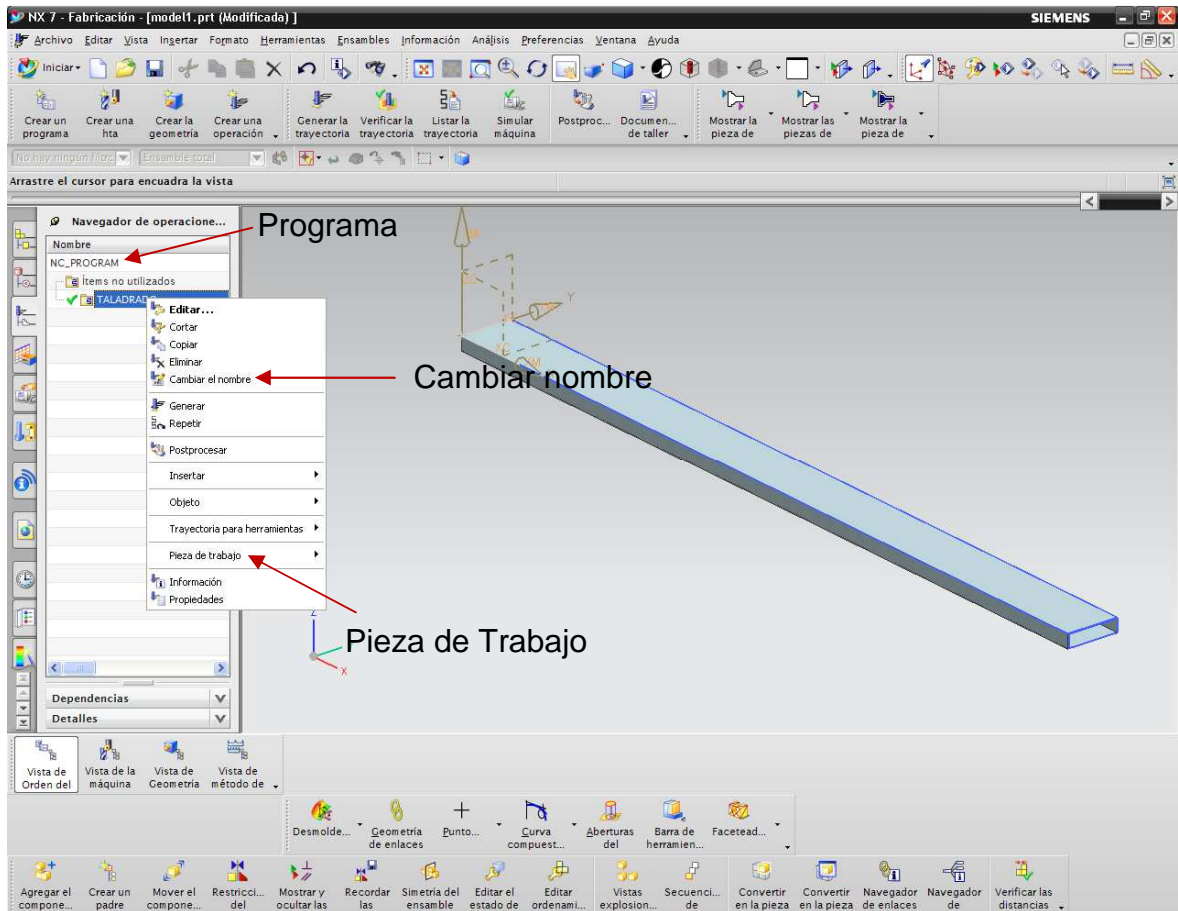 NX 7 - Fabricación - [model1.prt (Modificada) ]
SIEMENS
Archivo Editar Vista Insertar Formato Herramientas Ensambles Información Análisis Preferencias Ventana Ayuda
Iniciar
Crear un programa
Crear una hta
Crear la geometría
Crear una operación
Generar la trayectoria
Verificar la trayectoria
Listar la trayectoria
Simular máquina
Postproc...
Documen... de taller
Mostrar la pieza de
Mostrar las piezas de
Mostrar la pieza de
No hay ningún filtro
Ensamble total
Arrastre el cursor para encuadra la vista
Navegador de operacione...
Programa
Nombre
NC_PROGRAM
Ítems no utilizados
TALADRADO
Editar...
Cortar
Copiar
Eliminar
Cambiar el nombre
Cambiar nombre
Generar
Repetir
Postprocesar
Insertar
Objeto
Trayectoria para herramientas
Pieza de trabajo
Información
Propiedades
Pieza de Trabajo
Y
Z
X
Dependencias
Detalles
Vista de Orden del
Vista de la máquina
Vista de Geometría
Vista de método de
Desmolde...
Geometría de enlaces
Punto...
Curva compuest...
Aberturas del
Barra de herramien...
Facetead...
Agregar el compone...
Crear un padre
Mover el compone...
Restricci... del
Mostrar y ocultar las
Recordar las
Simetría del ensamble
Editar el estado de
Editar ordenami...
Vistas explosion...
Secuenci... de
Convertir en la pieza
Convertir en la pieza
Navegador de enlaces
Navegador de
Verificar las distancias